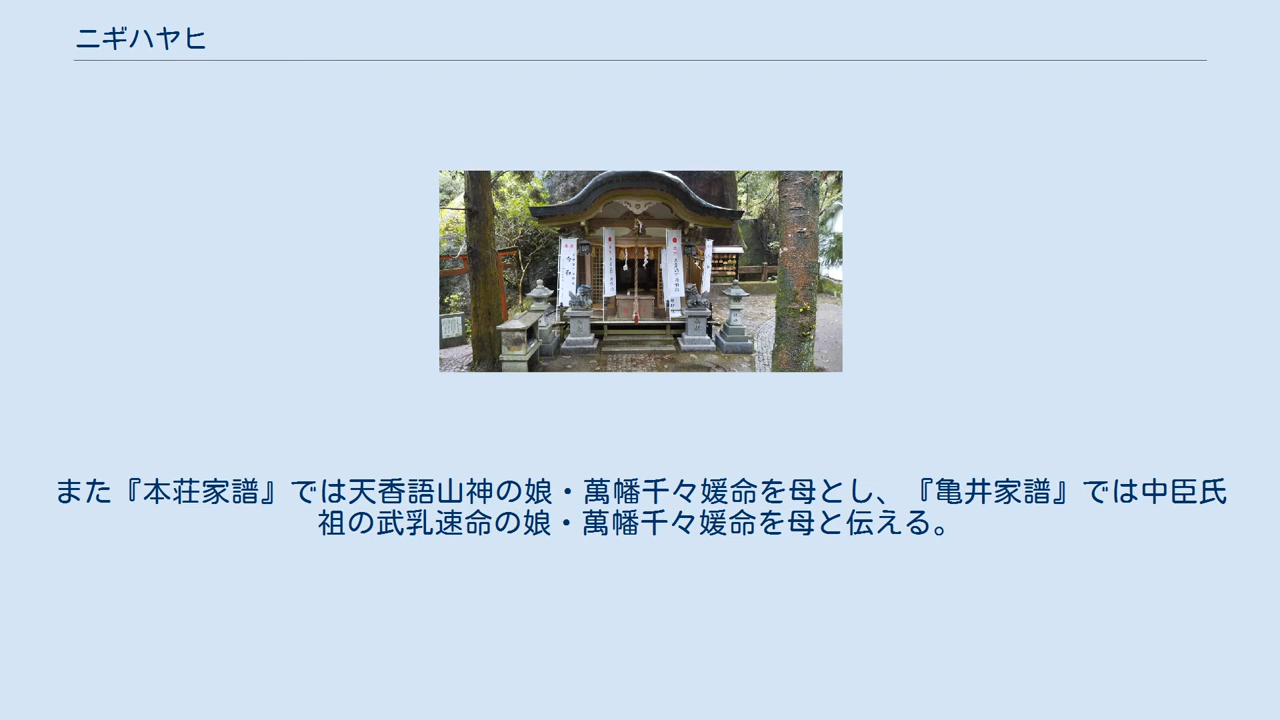 ニギハヤヒ
また『本荘家譜』では天香語山神の娘・萬幡千々媛命を母とし、『亀井家譜』では中臣氏
祖の武乳速命の娘・萬幡千々媛命を母と伝える。